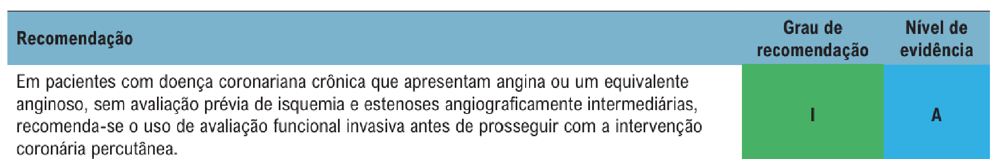 Recomendação
Grau de
recomendação
Nível de
evidência
Em pacientes com doença coronariana crônica que apresentam angina ou um equivalente
anginoso, sem avaliação prévia de isquemia e estenoses angiograficamente intermediárias,
recomenda-se o uso de avaliação funcional invasiva antes de prosseguir com a intervenção
coronária percutânea.
I
A